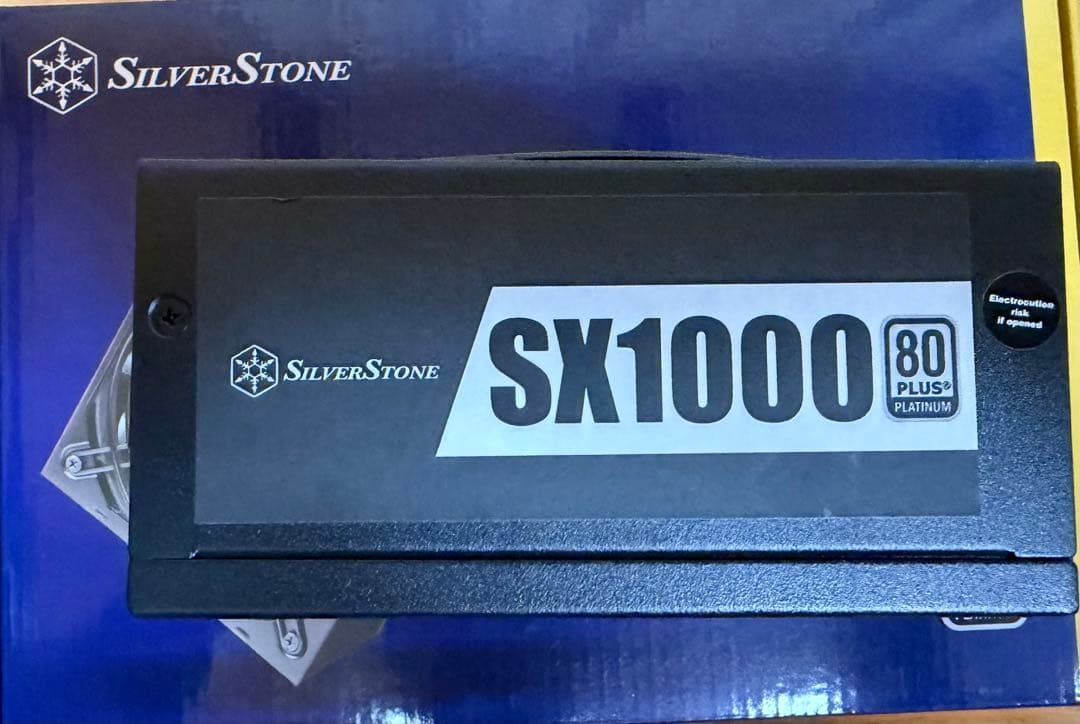 SILVERSTONE
Electrocution
risk
if opened
SILVERSTONE
SX1000
80
PLUS®
PLATINUM